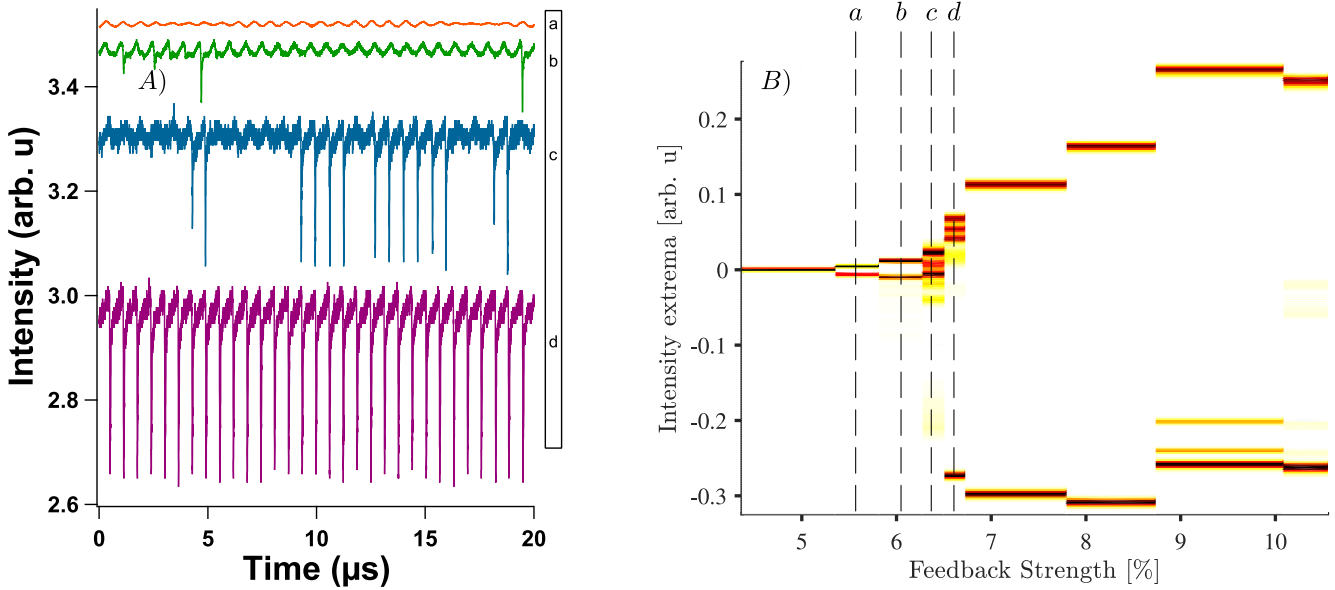 A)
a
b
c
d
3.4
3.2
3.0
2.8
2.6
Intensity (arb. u)
0
5
10
15
20
Time (μs)
a b c d
B)
0.2
0.1
0
-0.1
-0.2
-0.3
Intensity extrema [arb. u]
5
6
7
8
9
10
Feedback Strength [%]